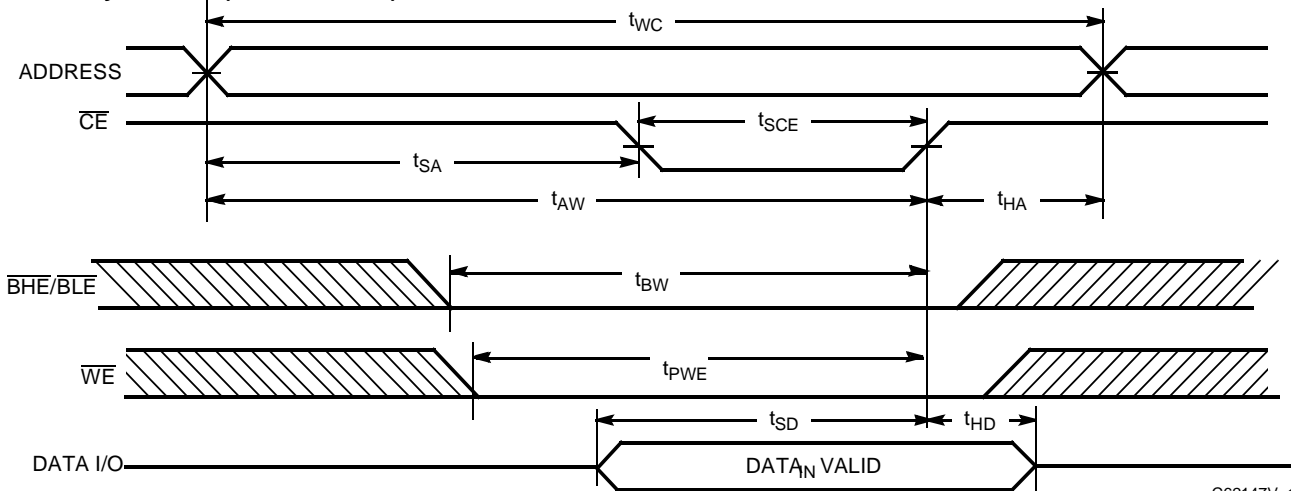 tWC
ADDRESS
CE
tSCE
tSA
tAW
tHA
BHE/BLE
tBW
WE
tPWE
tSD
tHD
DATA I/O
DATAIN VALID